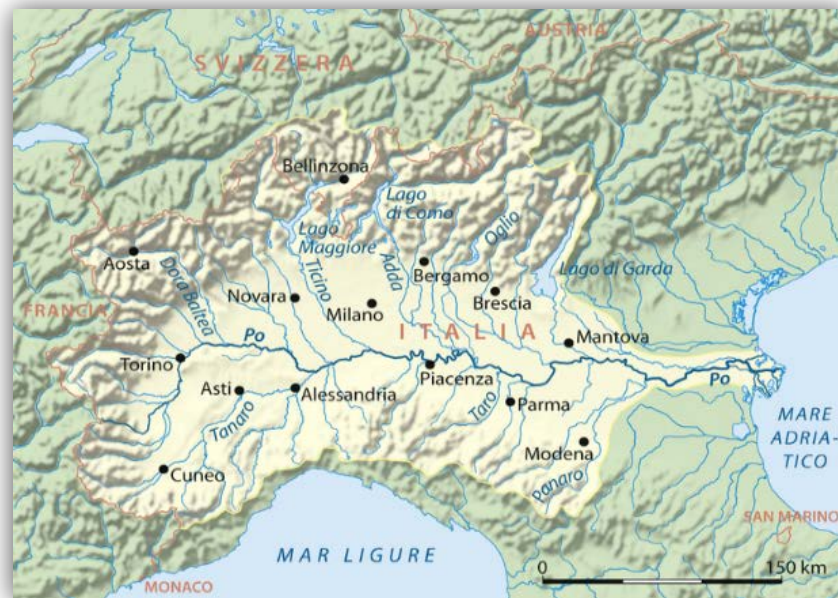 AUSTRIA
SVIZZERA
Bellinzona
Lago
di Como
Lago
Maggiore
Oglio
Aosta
Dora Baltea
Ticino
Adda
Bergamo
Lago di Garda
FRANCIA
Novara
Milano
Brescia
ITALIA
Mantova
Po
Torino
Piacenza
Po
Asti
Alessandria
Taro
Parma
MARE
ADRIA-
TICO
Tanaro
Modena
Cuneo
Panaro
SAN MARINO
MAR LIGURE
MONACO
0 150 km